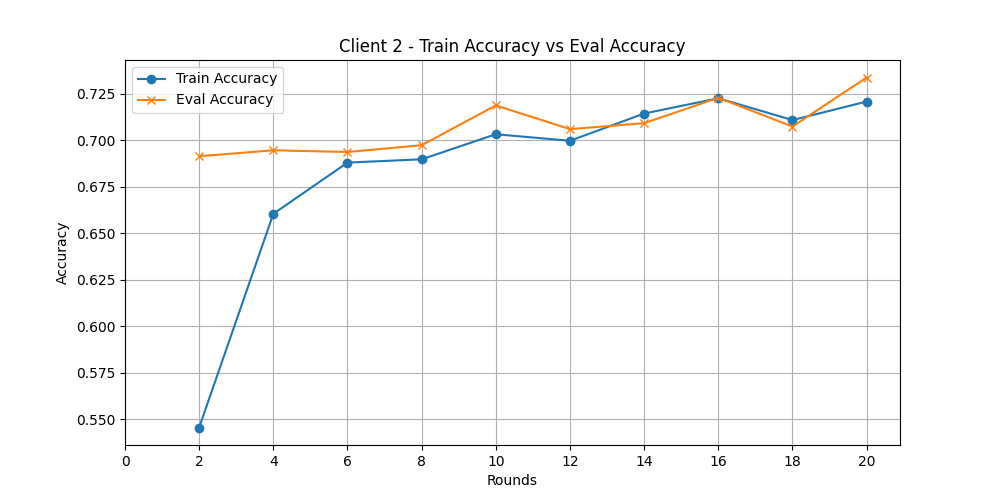 Client 2 - Train Accuracy vs Eval Accuracy
Train Accuracy
Eval Accuracy
Accuracy
0.725
0.700
0.675
0.650
0.625
0.600
0.575
0.550
0 2 4 6 8 10 12 14 16 18 20
Rounds